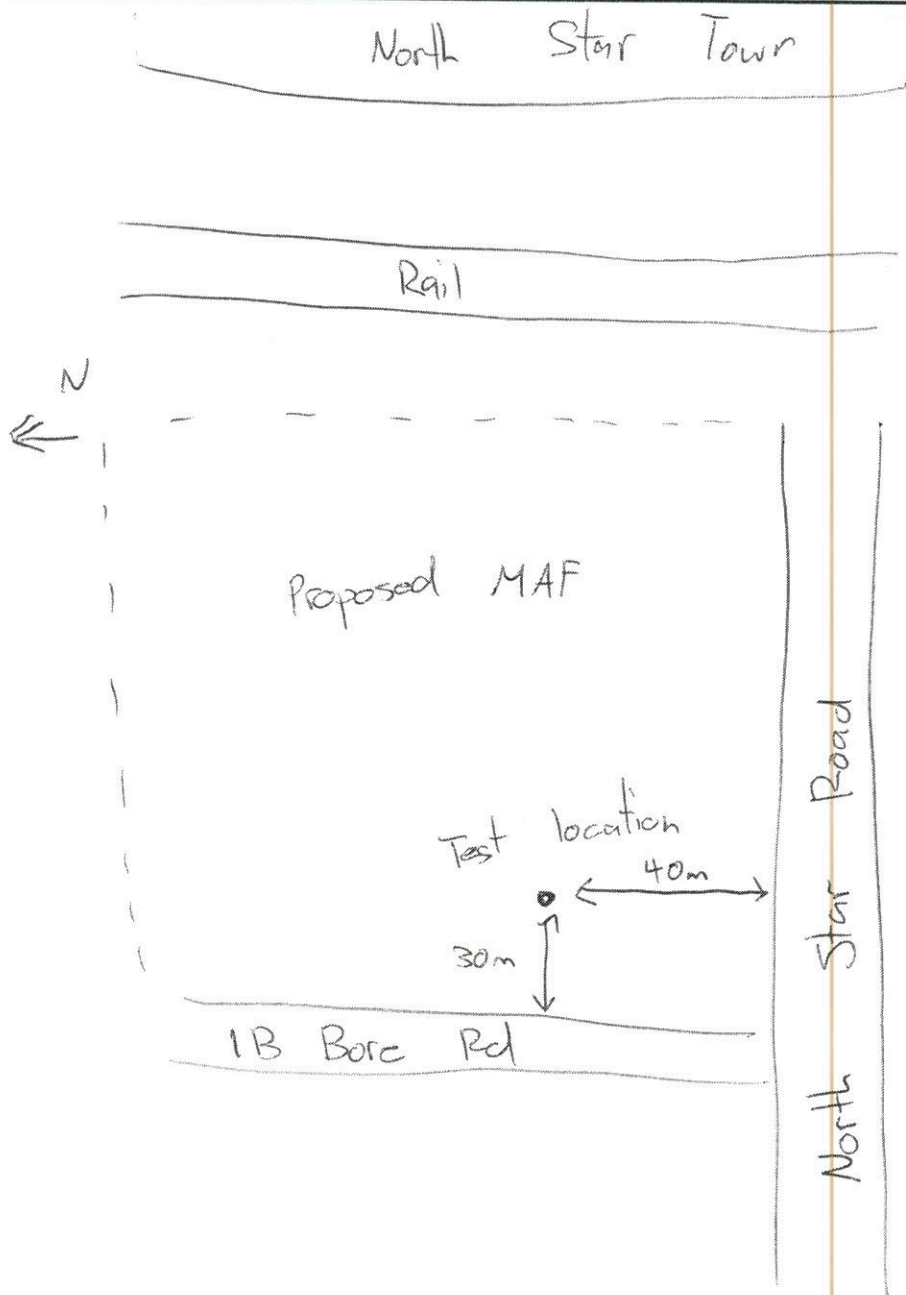 North Star Town
Rail
N
Proposed MAF
Test location
40m
30m
1B Bore Rd
North Star Road